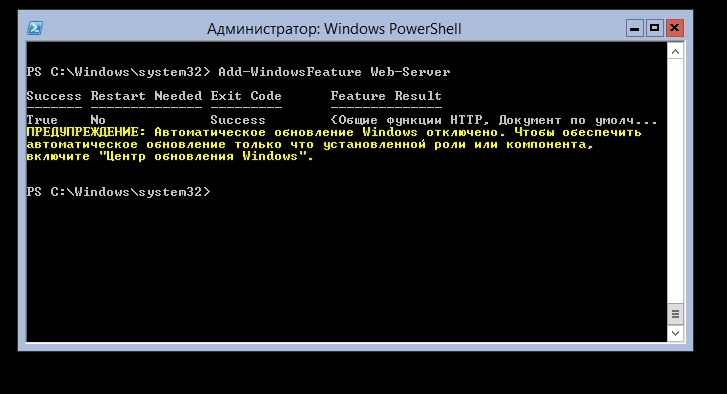 Администратор: Windows PowerShell
PS C:\Windows\system32> Add-WindowsFeature Web-Server
Success Restart Needed Exit Code Feature Result
------- -------------- --------- --------------
True No Success {Общие функции HTTP, Документ по умолч...
ПРЕДУПРЕЖДЕНИЕ: Автоматическое обновление Windows отключено. Чтобы обеспечить
автоматическое обновление только что установленной роли или компонента,
включите "Центр обновления Windows".
PS C:\Windows\system32>